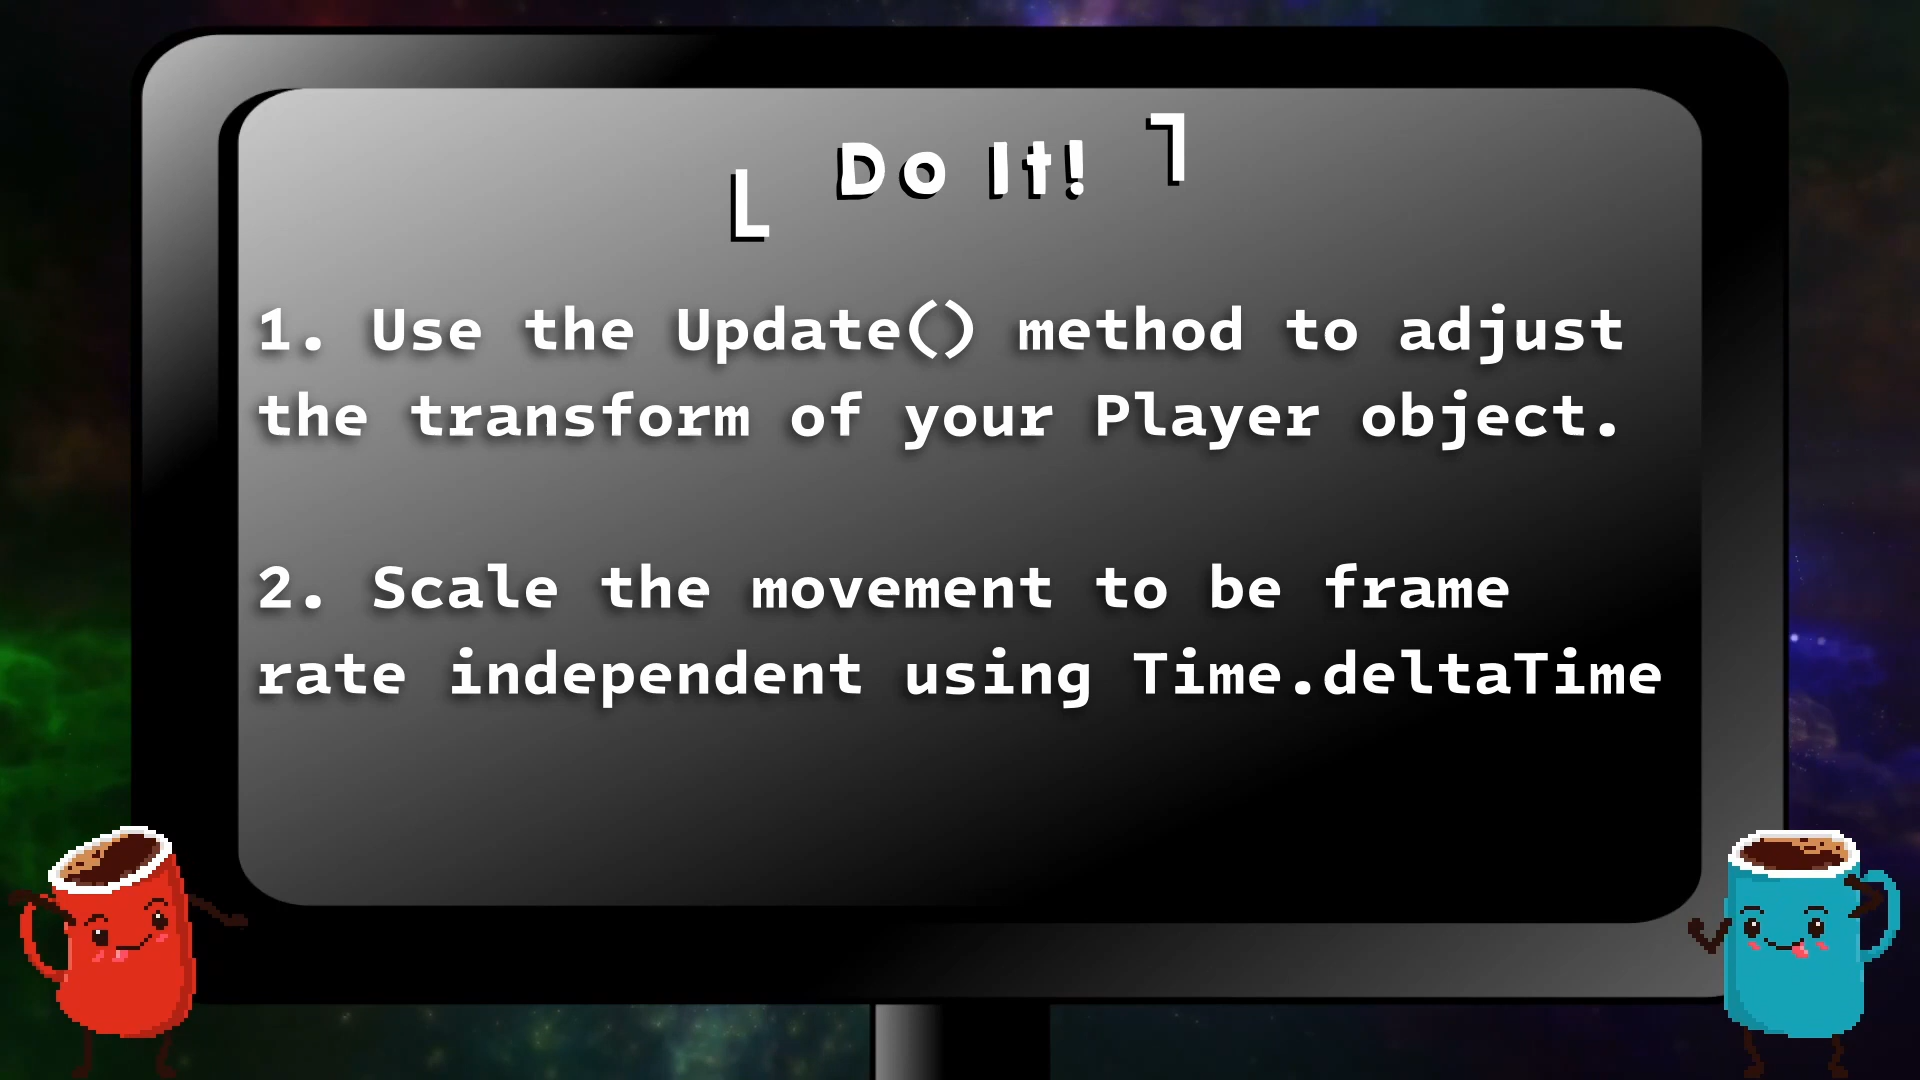 Do It!
1. Use the Update() method to adjust
the transform of your Player object.
2. Scale the movement to be frame
rate independent using Time.deltaTime